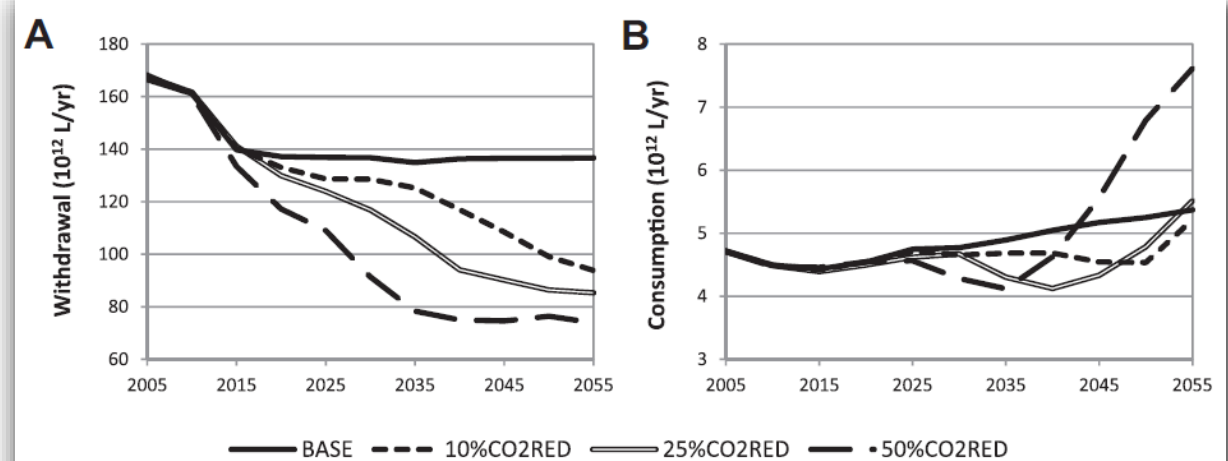 A
B
Withdrawal (10¹² L/yr)
180
160
140
120
100
80
60
2005 2015 2025 2035 2045 2055
Consumption (10¹² L/yr)
8
7
6
5
4
3
2005 2015 2025 2035 2045 2055
BASE 10%CO2RED 25%CO2RED 50%CO2RED